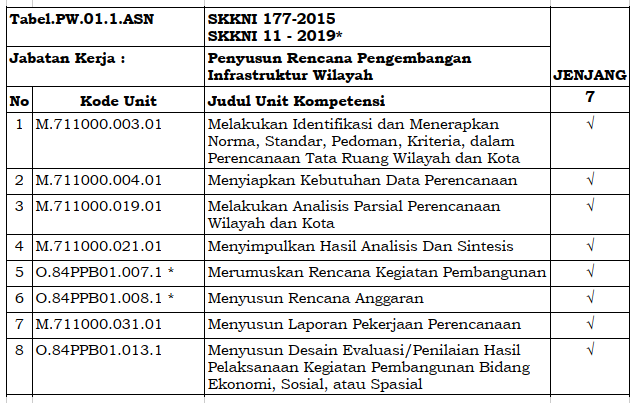 Tabel.PW.01.1.ASN SKKNI 177-2015
SKKNI 11 - 2019*
Jabatan Kerja : Penyusun Rencana Pengembangan
Infrastruktur Wilayah JENJANG
No Kode Unit Judul Unit Kompetensi 7
1 M.711000.003.01 Melakukan Identifikasi dan Menerapkan √
Norma, Standar, Pedoman, Kriteria, dalam
Perencanaan Tata Ruang Wilayah dan Kota
2 M.711000.004.01 Menyiapkan Kebutuhan Data Perencanaan √
3 M.711000.019.01 Melakukan Analisis Parsial Perencanaan √
Wilayah dan Kota
4 M.711000.021.01 Menyimpulkan Hasil Analisis Dan Sintesis √
5 O.84PPB01.007.1 * Merumuskan Rencana Kegiatan Pembangunan √
6 O.84PPB01.008.1 * Menyusun Rencana Anggaran √
7 M.711000.031.01 Menyusun Laporan Pekerjaan Perencanaan √
8 O.84PPB01.013.1 Menyusun Desain Evaluasi/Penilaian Hasil √
Pelaksanaan Kegiatan Pembangunan Bidang
Ekonomi, Sosial, atau Spasial